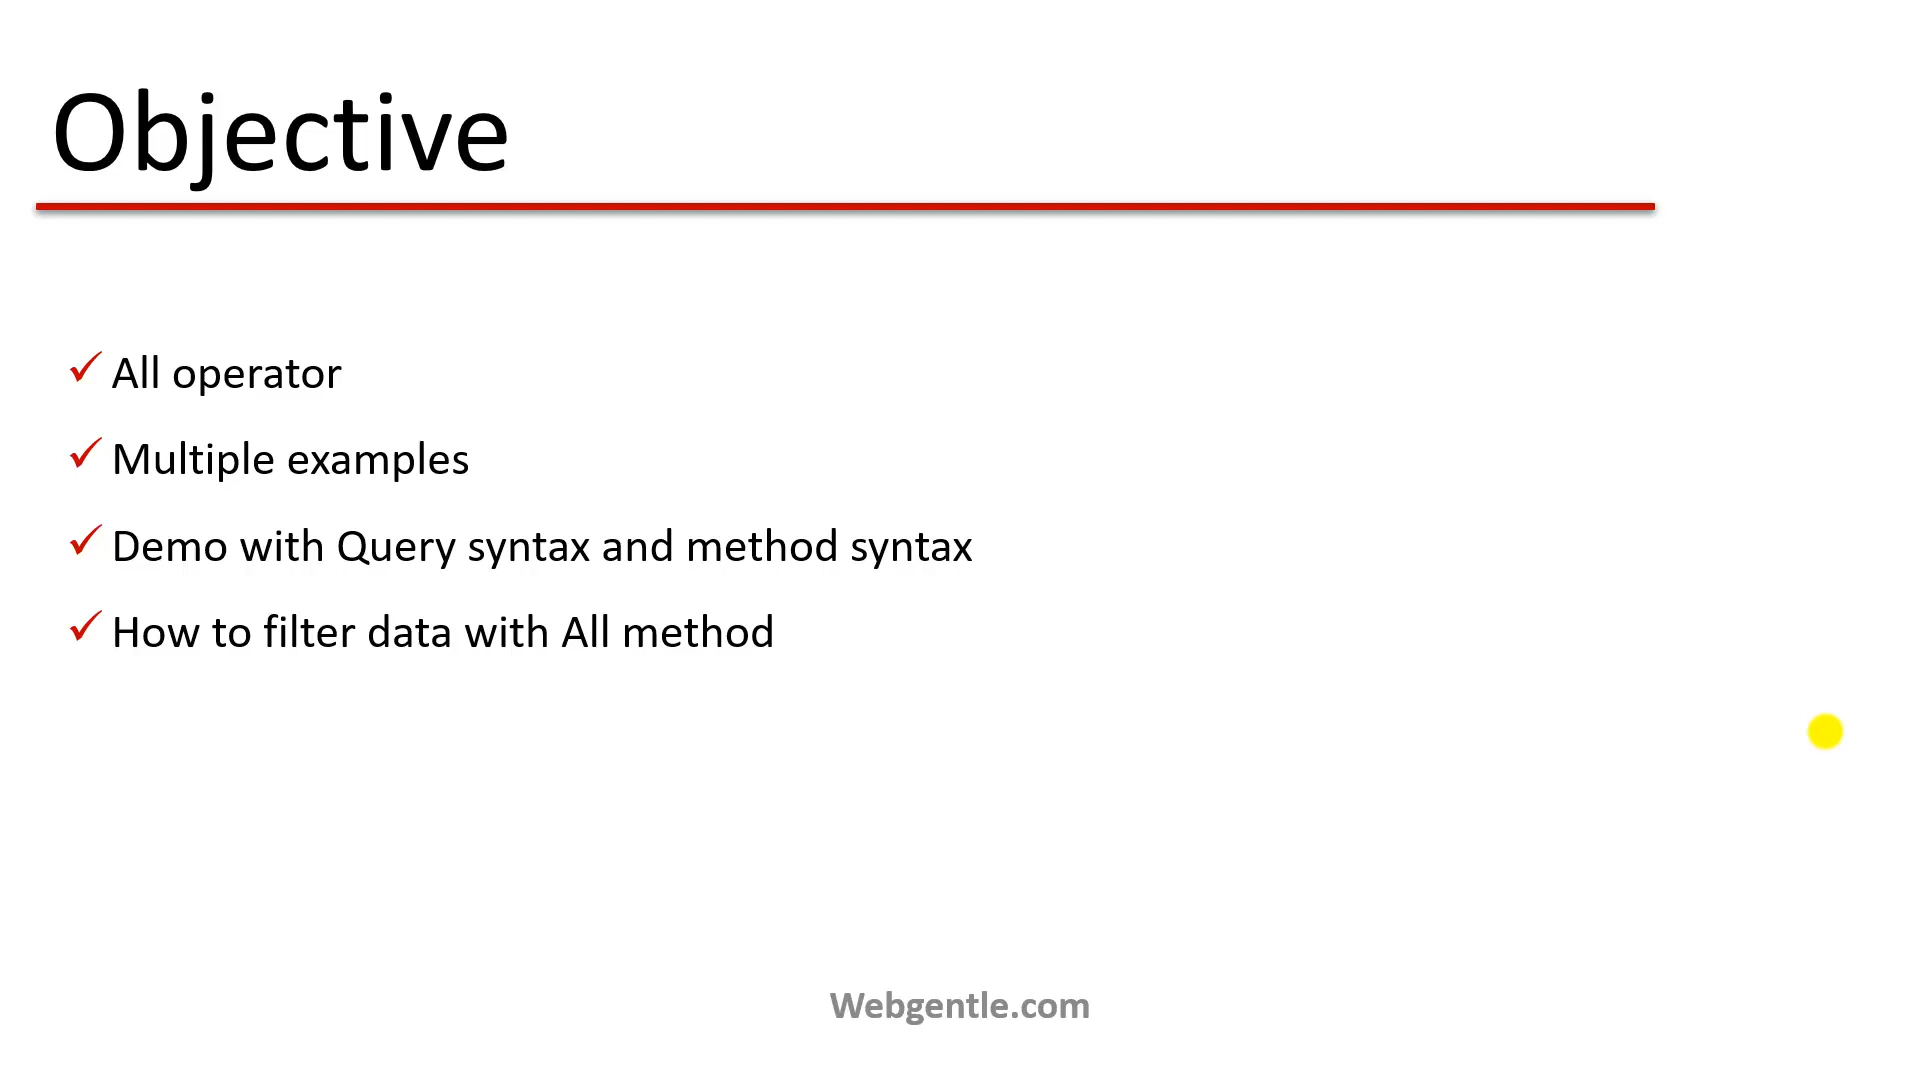 Objective
All operator
Multiple examples
Demo with Query syntax and method syntax
How to filter data with All method
Webgentle.com